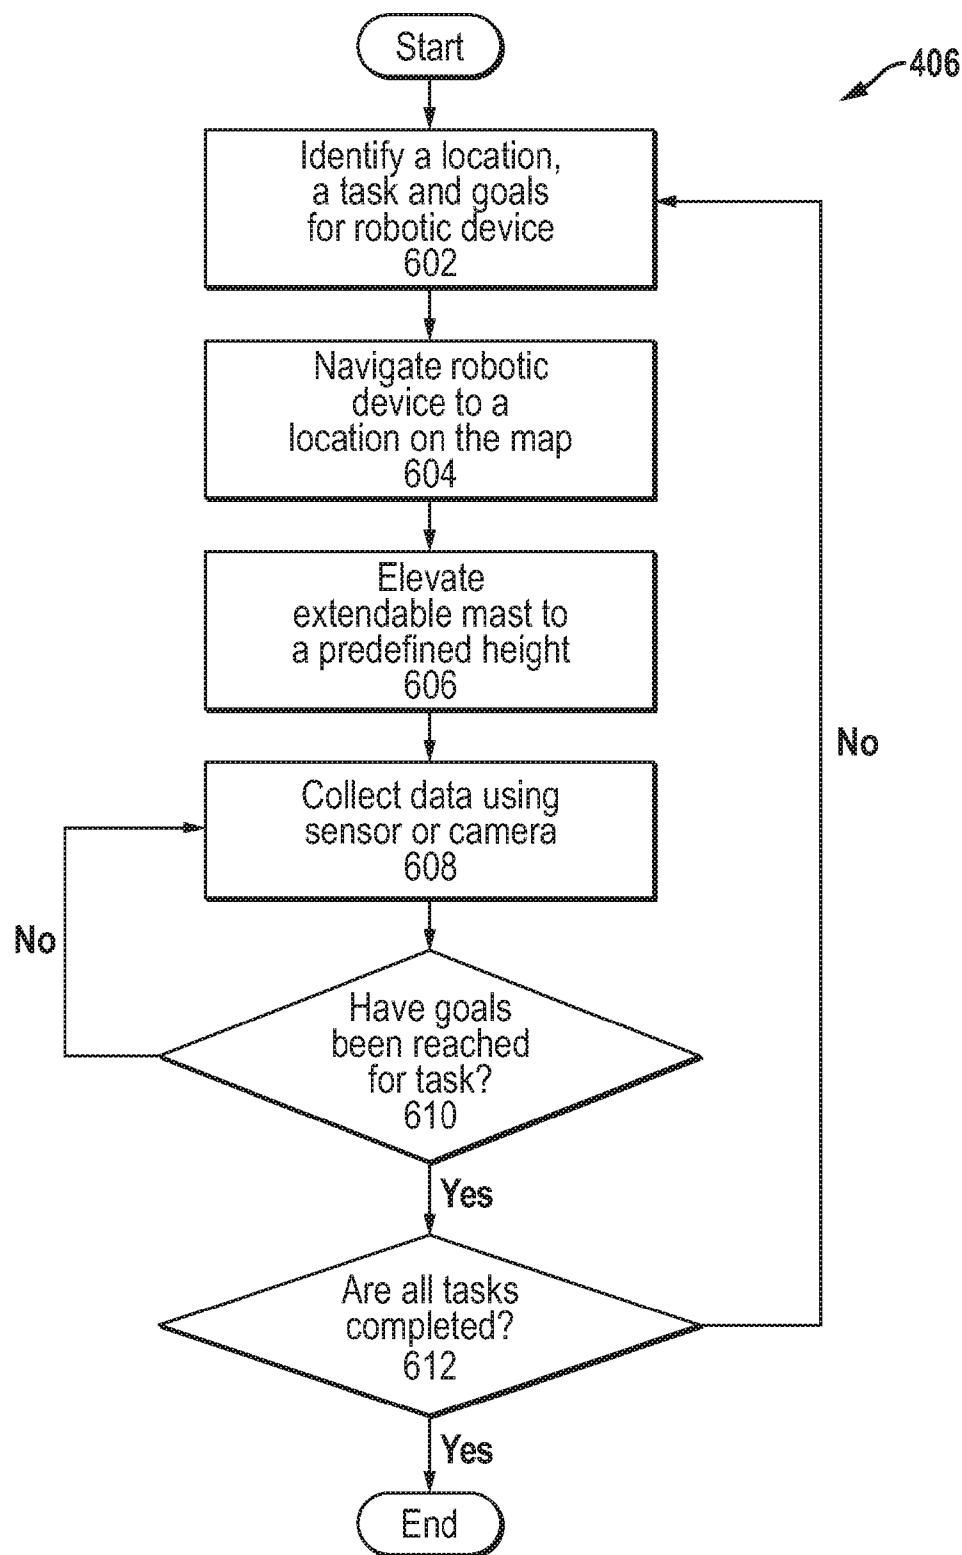 Start
406
Identify a location,
a task and goals
for robotic device
602
Navigate robotic
device to a
location on the map
604
Elevate
extendable mast to
a predefined height
606
No
Collect data using
sensor or camera
608
No
Have goals
been reached
for task?
610
Yes
Are all tasks
completed?
612
Yes
End